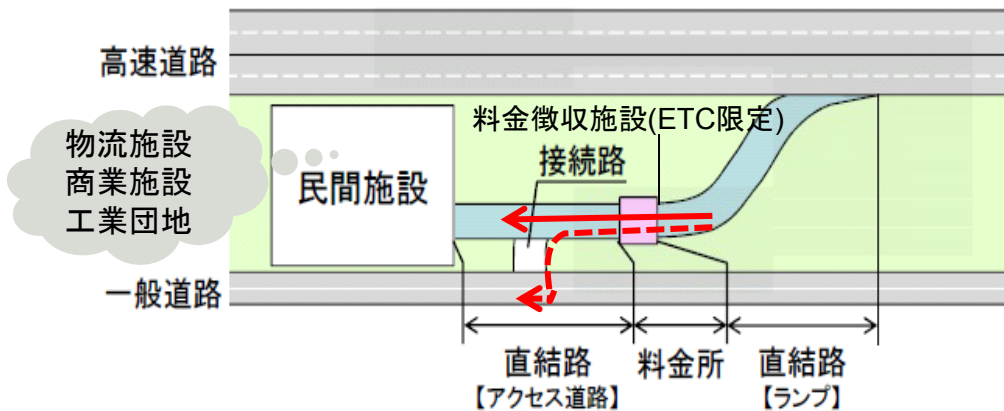 高速道路
物流施設
商業施設
工業団地
民間施設
料金徴収施設(ETC限定)
接続路
一般道路
直結路
【アクセス道路】
料金所
直結路
【ランプ】